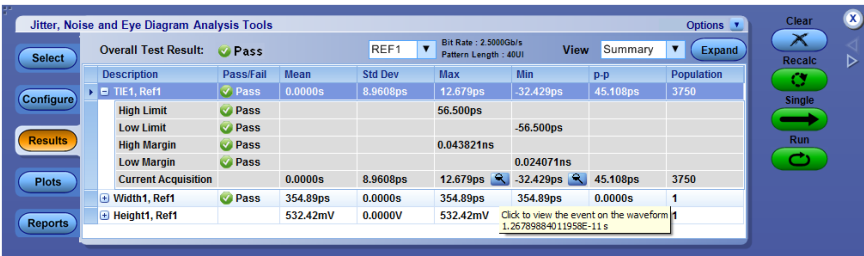 Jitter, Noise and Eye Diagram Analysis Tools Options Clear X
Select Overall Test Result: Pass REF1 Bit Rate : 2.5000Gb/s
Pattern Length : 40UI View Summary Expand
Recalc
Description Pass/Fail Mean Std Dev Max Min p-p Population
TIE1, Ref1 Pass 0.0000s 8.9608ps 12.679ps -32.429ps 45.108ps 3750
Configure High Limit Pass 56.500ps Single
Low Limit Pass -56.500ps
Results High Margin Pass 0.043821ns Run
Low Margin Pass 0.024071ns
Plots Current Acquisition 0.0000s 8.9608ps 12.679ps -32.429ps 45.108ps 3750
Width1, Ref1 Pass 354.89ps 0.0000s 354.89ps 354.89ps 0.0000s 1
Reports Height1, Ref1 532.42mV 0.0000V 532.42mV Click to view the event on the waveform 1
1.26789884011958E-11 s